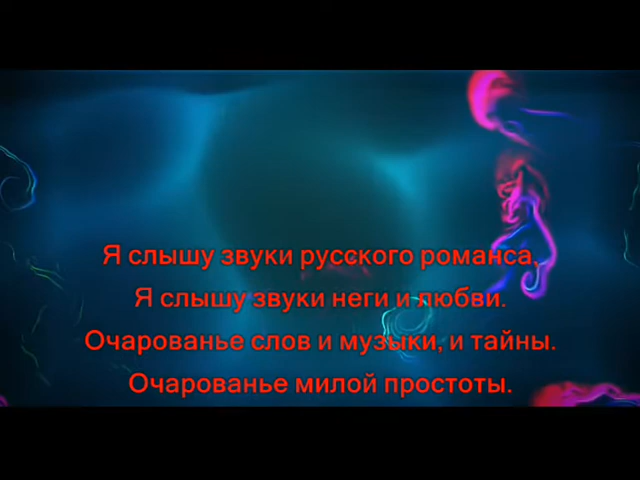 Я слышу звуки русского романса,
Я слышу звуки неги и любви.
Очарованье слов и музыки, и тайны.
Очарованье милой простоты.